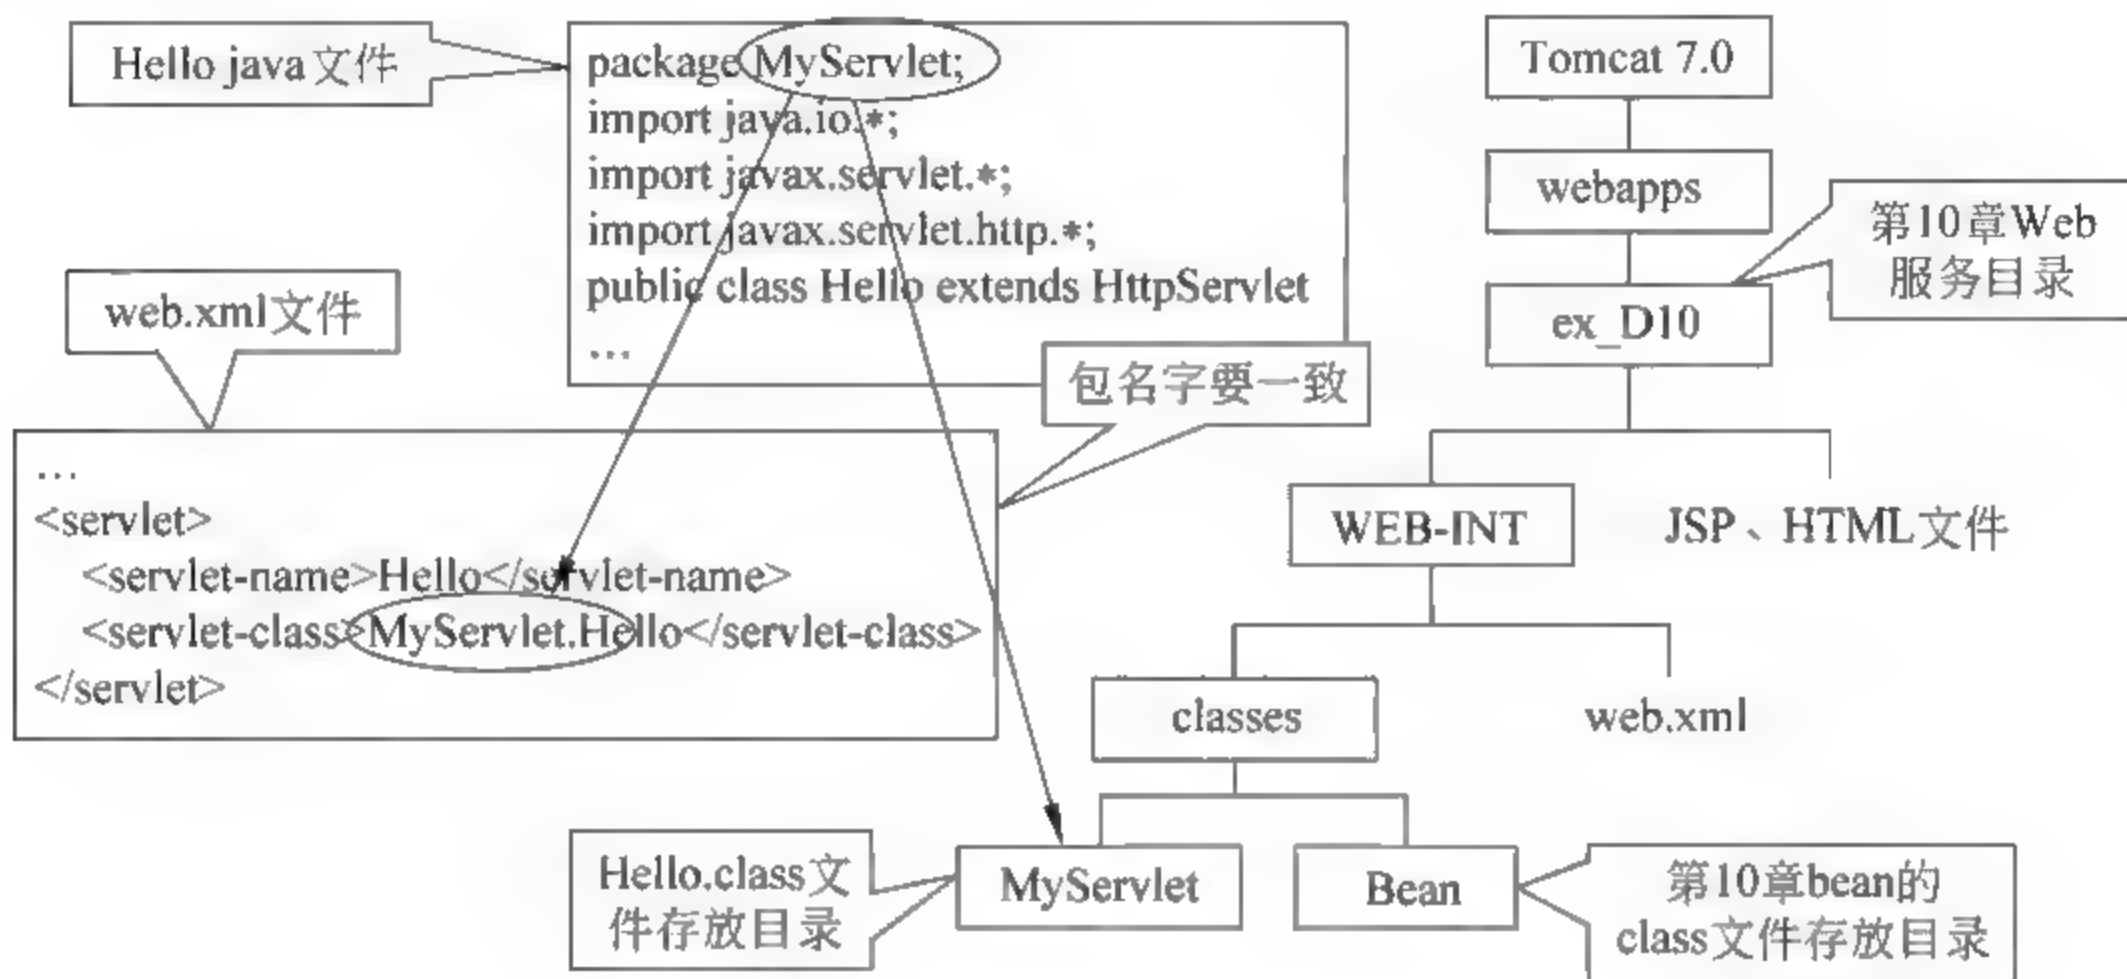 Hello java文件
package MyServlet;
import java.io.*;
import javax.servlet.*;
import javax.servlet.http.*;
public class Hello extends HttpServlet
…
web.xml文件
包名字要一致
…
<servlet>
<servlet-name>Hello</servlet-name>
<servlet-class>MyServlet.Hello</servlet-class>
</servlet>
Tomcat 7.0
webapps
第10章Web
服务目录
ex_D10
WEB-INT
JSP、HTML文件
classes
web.xml
Hello.class文
件存放目录
MyServlet
Bean
第10章bean的
class文件存放目录